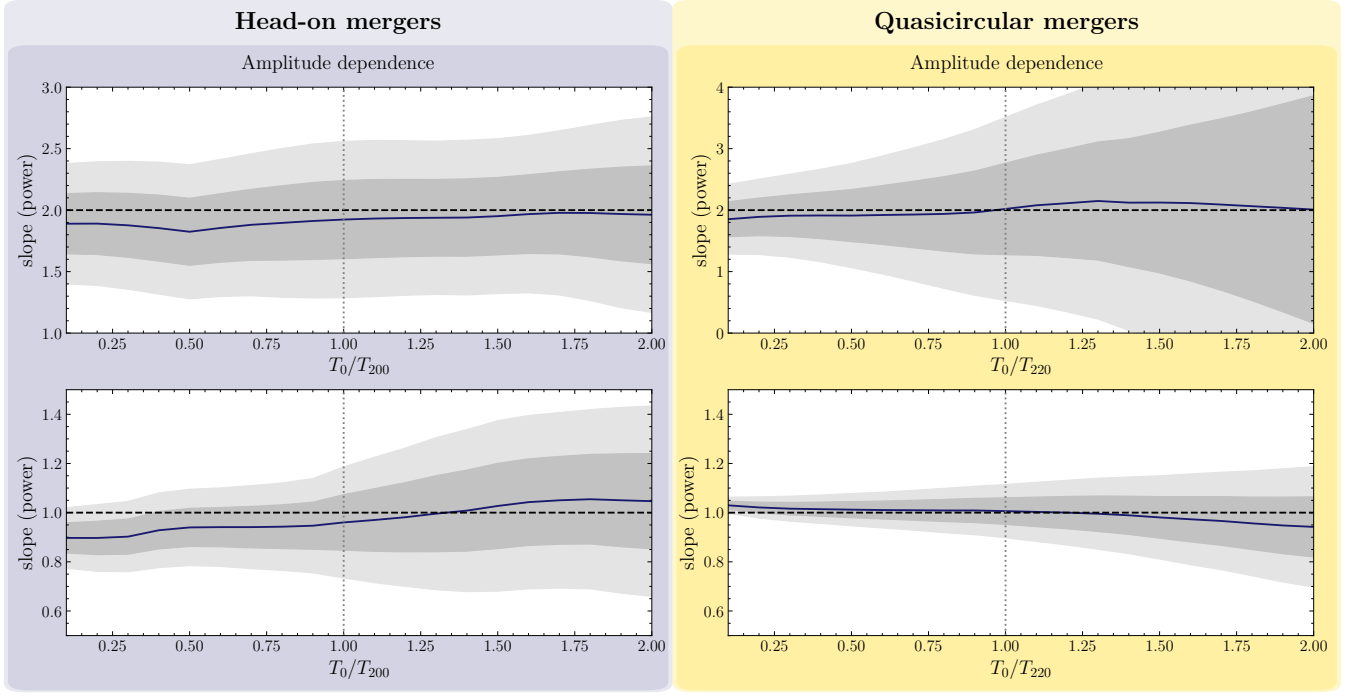 Head-on mergers
Amplitude dependence
slope (power)
3.0
2.5
2.0
1.5
1.0
0.25 0.50 0.75 1.00 1.25 1.50 1.75 2.00
T₀/T₂₀₀
slope (power)
1.4
1.2
1.0
0.8
0.6
0.25 0.50 0.75 1.00 1.25 1.50 1.75 2.00
T₀/T₂₀₀
Quasicircular mergers
Amplitude dependence
slope (power)
4
3
2
1
0
0.25 0.50 0.75 1.00 1.25 1.50 1.75 2.00
T₀/T₂₂₀
slope (power)
1.4
1.2
1.0
0.8
0.6
0.25 0.50 0.75 1.00 1.25 1.50 1.75 2.00
T₀/T₂₂₀